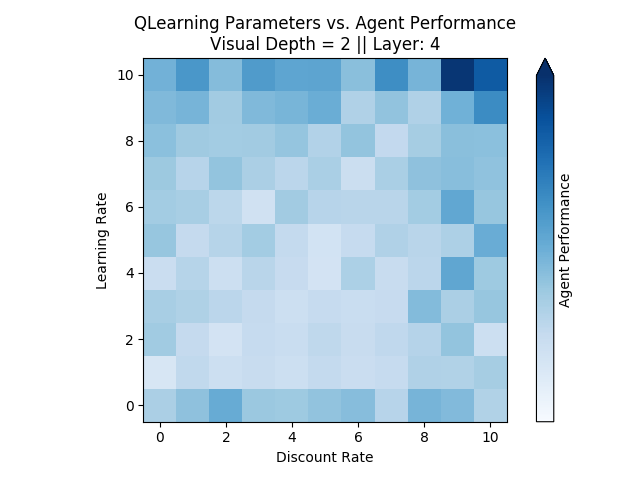 QLearning Parameters vs. Agent Performance
Visual Depth = 2 || Layer: 4
10
8
6
4
2
0
Learning Rate
0 2 4 6 8 10
Discount Rate
Agent Performance